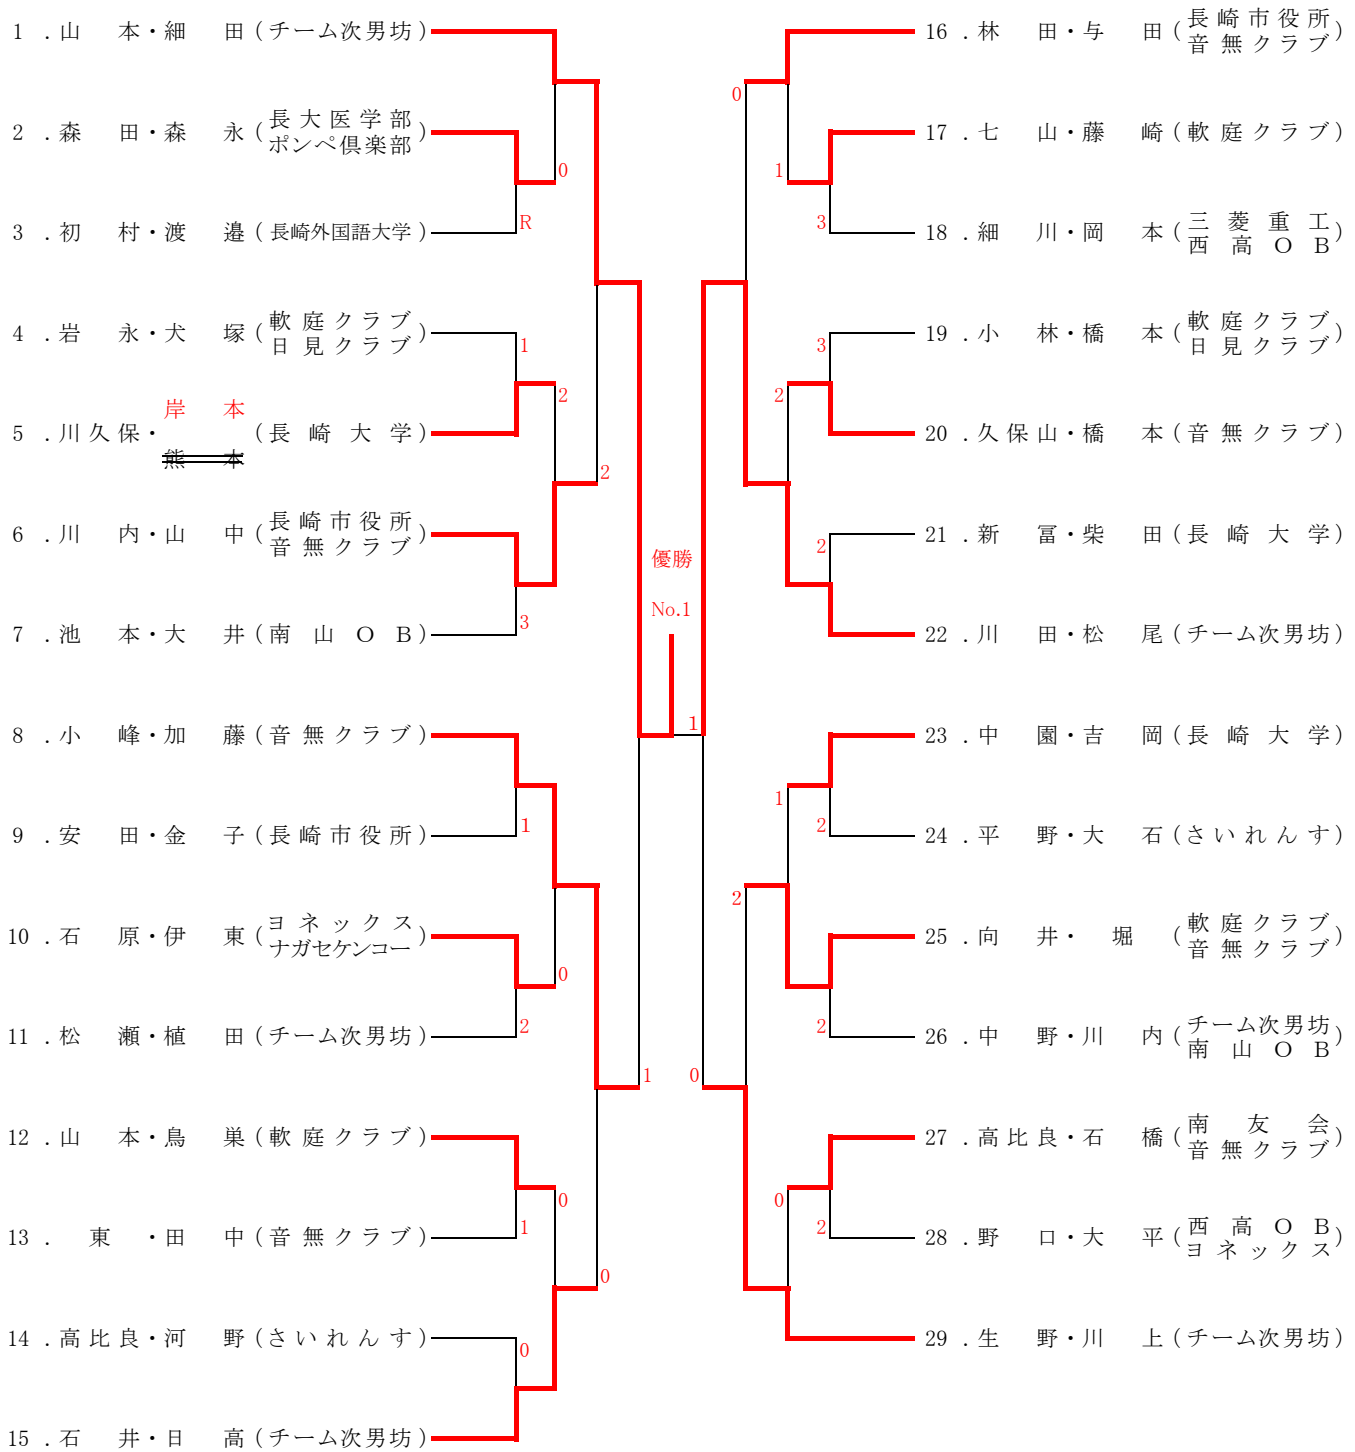 1 . 山 本・細 田 (チーム次男坊)
2 . 森 田・森 永 (長大医学部 ポンペ倶楽部)
0
3 . 初 村・渡 邉 (長崎外国語大学)
R
4 . 岩 永・犬 塚 (軟庭クラブ 日見クラブ)
1
2
岸 本
5 . 川久保・ (長崎大学)
熊 本
2
6 . 川 内・山 中 (長崎市役所 音無クラブ)
7 . 池 本・大 井 (南山OB)
3
8 . 小 峰・加 藤 (音無クラブ)
9 . 安 田・金 子 (長崎市役所)
1
10 . 石 原・伊 東 (ヨネックス ナガセケンコー)
0
11 . 松 瀬・植 田 (チーム次男坊)
2
1
12 . 山 本・鳥 巣 (軟庭クラブ)
0
13 . 東 ・田 中 (音無クラブ)
1
0
14 . 高比良・河 野 (さいれんす)
0
15 . 石 井・日 高 (チーム次男坊)
優勝
No.1
1
16 . 林 田・与 田 (長崎市役所 音無クラブ)
0
17 . 七 山・藤 崎 (軟庭クラブ)
1
18 . 細 川・岡 本 (三菱重工 西高OB)
3
19 . 小 林・橋 本 (軟庭クラブ 日見クラブ)
3
2
20 . 久保山・橋 本 (音無クラブ)
21 . 新 冨・柴 田 (長崎大学)
2
22 . 川 田・松 尾 (チーム次男坊)
23 . 中 園・吉 岡 (長崎大学)
1
24 . 平 野・大 石 (さいれんす)
2
2
25 . 向 井・ 堀 (軟庭クラブ 音無クラブ)
26 . 中 野・川 内 (チーム次男坊 南山OB)
2
0
27 . 高比良・石 橋 (南友会 音無クラブ)
0
28 . 野 口・大 平 (西高OB ヨネックス)
2
29 . 生 野・川 上 (チーム次男坊)